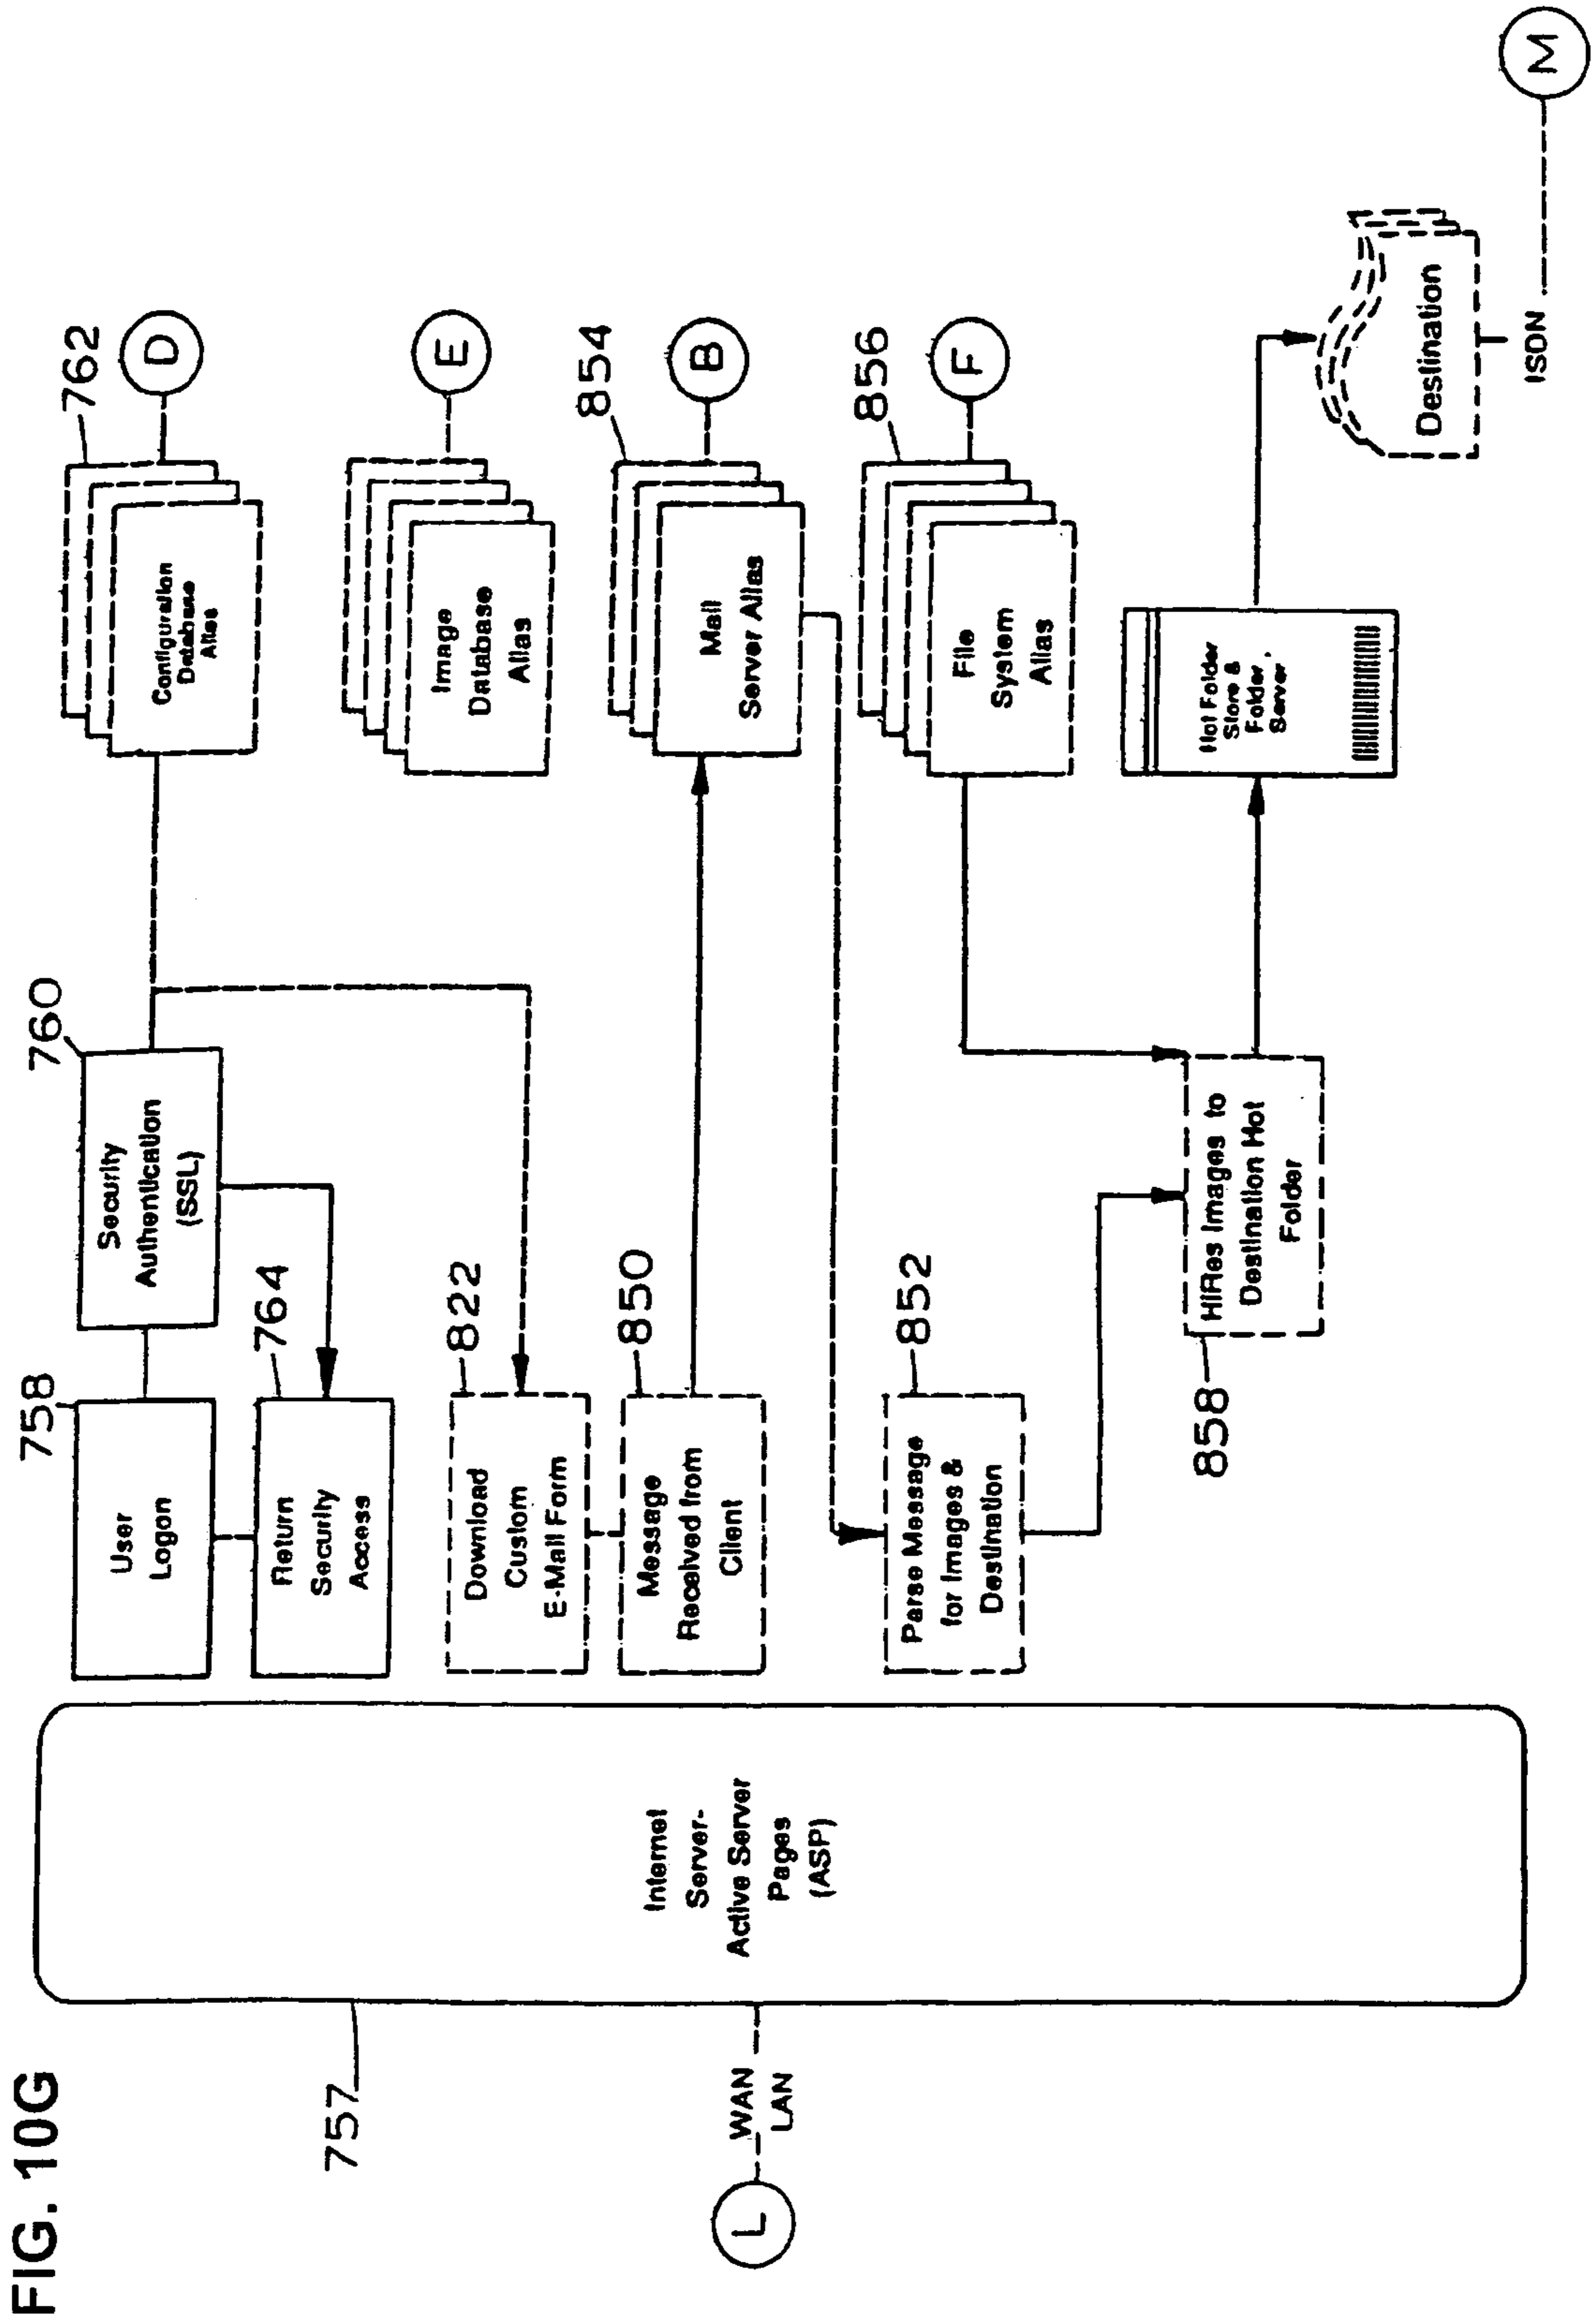 FIG. 10G
757
L
WAN
LAN
Internet
Server-
Active Server
Pages
(ASP)
758
User
Logon
760
Security
Authentication
(SSL)
764
Return
Security
Access
762
Configuration
Database
Alias
D
822
Download
Custom
E-Mail Form
Image
Database
Alias
E
850
Message
Received from
Client
854
Mail
Server Alias
B
852
Parse Message
for Images &
Destination
856
File
System
Alias
F
858
HiRes Images to
Destination Hot
Folder
Hot Folder
Store &
Folder
Server
Destination
ISDN
M